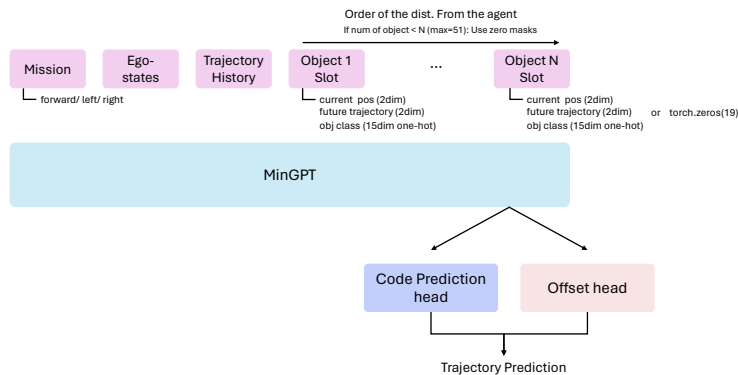 Order of the dist. From the agent
If num of object < N (max=51): Use zero masks
Mission
Ego-
states
Trajectory
History
Object 1
Slot
...
Object N
Slot
forward/ left/ right
current pos (2dim)
future trajectory (2dim)
obj class (15dim one-hot)
current pos (2dim)
future trajectory (2dim) or torch.zeros(19)
obj class (15dim one-hot)
MinGPT
Code Prediction
head
Offset head
Trajectory Prediction